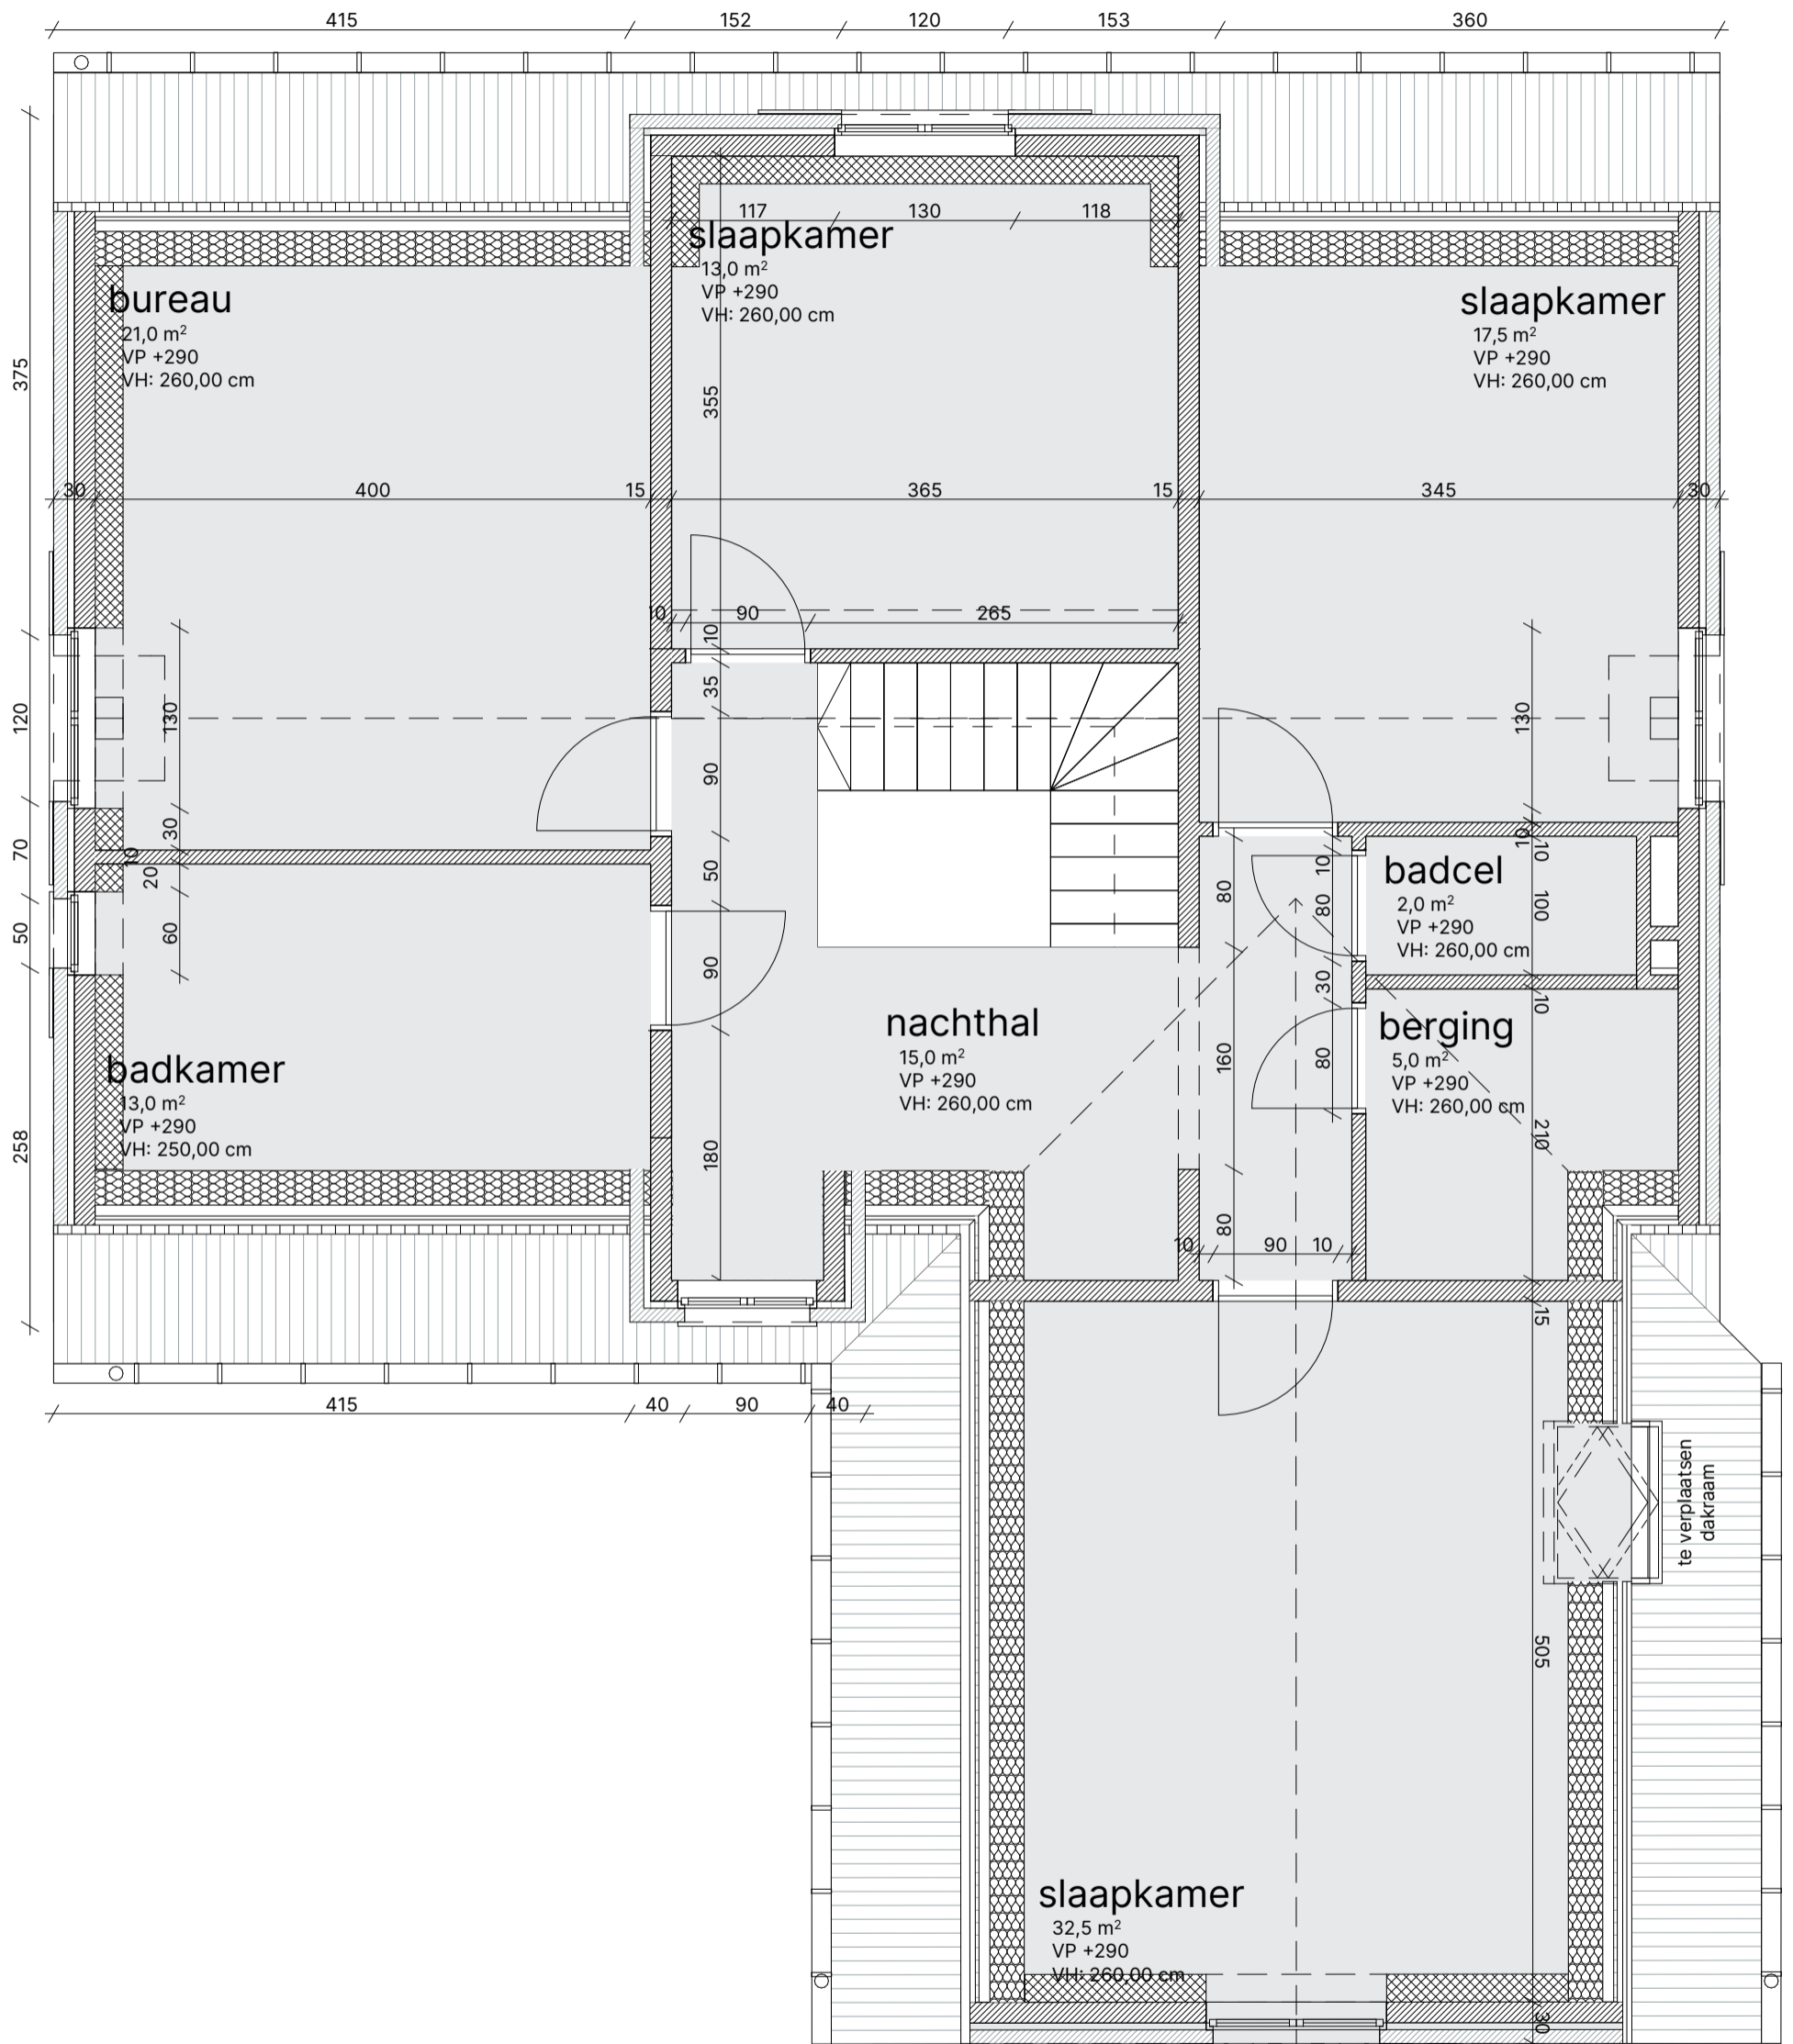 415
152
120
153
360
117
130
118
slaapkamer
13,0 m²
VP +290
VH: 260,00 cm
bureau
21,0 m²
VP +290
VH: 260,00 cm
slaapkamer
17,5 m²
VP +290
VH: 260,00 cm
375
355
30
400
15
365
15
345
30
10
90
265
10
35
120
130
130
90
30
70
10
20
50
10
10
80
10
80
100
badcel
2,0 m²
VP +290
VH: 260,00 cm
50
60
90
30
10
nachthal
15,0 m²
VP +290
VH: 260,00 cm
160
80
berging
5,0 m²
VP +290
VH: 260,00 cm
badkamer
13,0 m²
VP +290
VH: 250,00 cm
258
180
210
80
10
90
10
15
415
40
90
40
te verplaatsen
dakraam
505
slaapkamer
32,5 m²
VP +290
VH: 260,00 cm
30